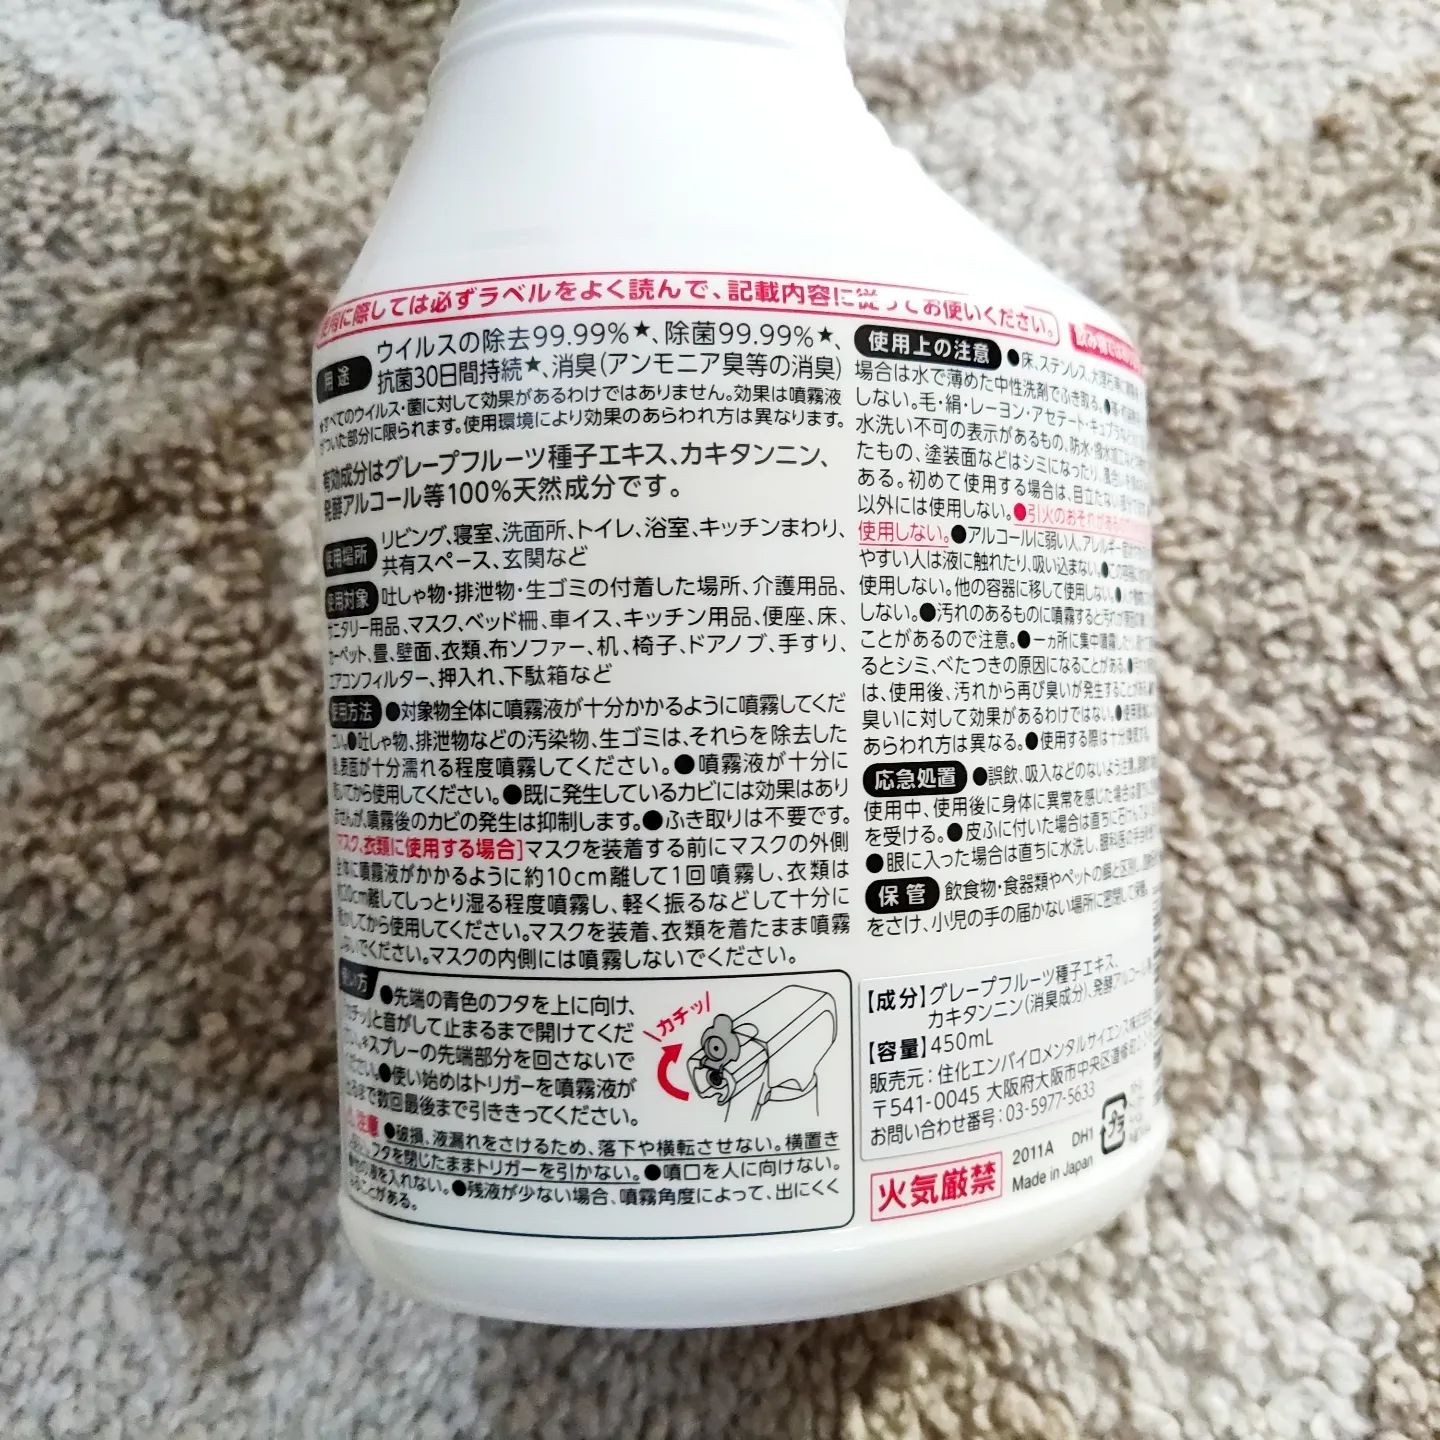 に際しては必ずラベルをよく読んで、記載内容に従ってお使いください。
用途
ウイルスの除去99.99%★、除菌99.99%★、
抗菌30日間持続★、消臭(アンモニア臭等の消臭)
★すべてのウイルス・菌に対して効果があるわけではありません。効果は噴霧液
がついた部分に限られます。使用環境により効果のあらわれ方は異なります。
有効成分はグレープフルーツ種子エキス、カキタンニン、
発酵アルコール等100%天然成分です。
使用場所
リビング、寝室、洗面所、トイレ、浴室、キッチンまわり、
共有スペース、玄関など
使用対象
吐しゃ物・排泄物・生ゴミの付着した場所、介護用品、
サニタリー用品、マスク、ベッド柵、車イス、キッチン用品、便座、床、
カーペット、畳、壁面、衣類、布ソファー、机、椅子、ドアノブ、手すり、
エアコンフィルター、押入れ、下駄箱など
使用方法
●対象物全体に噴霧液が十分かかるように噴霧してくだ
さい。●吐しゃ物、排泄物などの汚染物、生ゴミは、それらを除去した
後、表面が十分濡れる程度噴霧してください。●噴霧液が十分に
乾いてから使用してください。●既に発生しているカビには効果はあり
ませんが、噴霧後のカビの発生は抑制します。●ふき取りは不要です。
[マスク、衣類に使用する場合]マスクを装着する前にマスクの外側
全体に噴霧液がかかるように約10cm離して1回噴霧し、衣類は
20cm離してしっとり湿る程度噴霧し、軽く振るなどして十分に
乾かしてから使用してください。マスクを装着、衣類を着たまま噴霧
しないでください。マスクの内側には噴霧しないでください。
使い方
●先端の青色のフタを上に向け、
「カチッ」と音がして止まるまで開けてくだ
さい。※スプレーの先端部分を回さないで
ください。●使い始めはトリガーを噴霧液が
出るまで数回最後まで引ききってください。
\カチッ/
注意
●破損、液漏れをさけるため、落下や横転させない。横置き
フタを閉じたままトリガーを引かない。●噴口を人に向けない。
の液を入れない。●残液が少ない場合、噴霧角度によって、出にくく
なることがある。
使用上の注意
●床、ステンレス、大理石
場合は水で薄めた中性洗剤でふき取る。
しない。毛・絹・レーヨン・アセテート・キュプラなど
水洗い不可の表示があるもの、防水・撥水加工
たもの、塗装面などはシミになったり、
ある。初めて使用する場合は、目立たない
以外には使用しない。●引火のおそれがある
使用しない。●アルコールに弱い人、アレルギー
やすい人は液に触れたり、吸い込まない。
使用しない。他の容器に移して使用しない。
しない。●汚れのあるものに噴霧すると汚れが
ことがあるので注意。●一ヵ所に集中噴霧したり
るとシミ、べたつきの原因になることがある。
は、使用後、汚れから再び臭いが発生することがある。
臭いに対して効果があるわけではない。●使用
あらわれ方は異なる。●使用する際は十分換気する。
応急処置
●誤飲、吸入などのないよう注意。
使用中、使用後に身体に異常を感じた場合は
を受ける。●皮ふに付いた場合は直ちに石けん
●眼に入った場合は直ちに水洗し、眼科医の手当
保管
飲食物・食器類やペットの餌と区別し、
をさけ、小児の手の届かない場所に密閉して保管。
【成分】グレープフルーツ種子エキス、
カキタンニン(消臭成分)、発酵アルコール
【容量】450mL
販売元:住化エンバイロメンタルサイエンス株式会社
〒541-0045 大阪府大阪市中央区道修町
お問い合わせ番号:03-5977-5633
火気厳禁
2011A DH1
Made in Japan
プラ